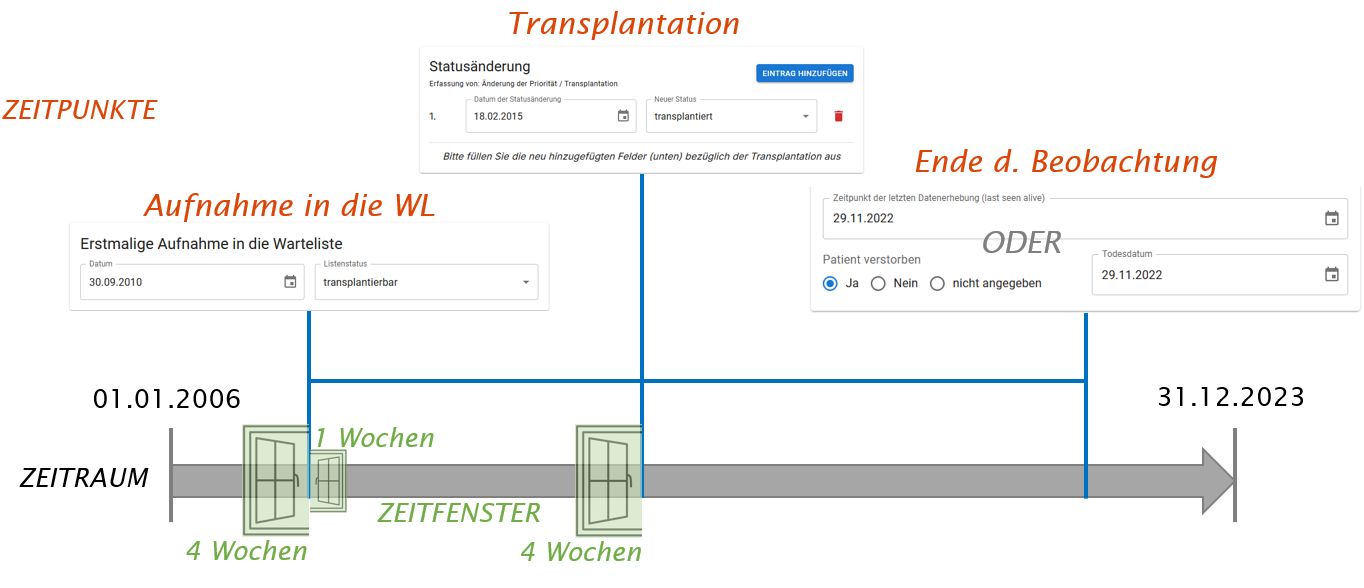 Transplantation
Statusänderung
EINTRAG HINZUFÜGEN
Erfassung von: Änderung der Priorität / Transplantation
ZEITPUNKTE
Datum der Statusänderung
Neuer Status
1.
18.02.2015
transplantiert
Bitte füllen Sie die neu hinzugefügten Felder (unten) bezüglich der Transplantation aus
Ende d. Beobachtung
Aufnahme in die WL
Zeitpunkt der letzten Datenerhebung (last seen alive)
29.11.2022
ODER
Erstmalige Aufnahme in die Warteliste
Datum
Listenstatus
30.09.2010
transplantierbar
Patient verstorben
Todesdatum
Ja
Nein
nicht angegeben
29.11.2022
01.01.2006
31.12.2023
1 Wochen
ZEITRAUM
ZEITFENSTER
4 Wochen
4 Wochen